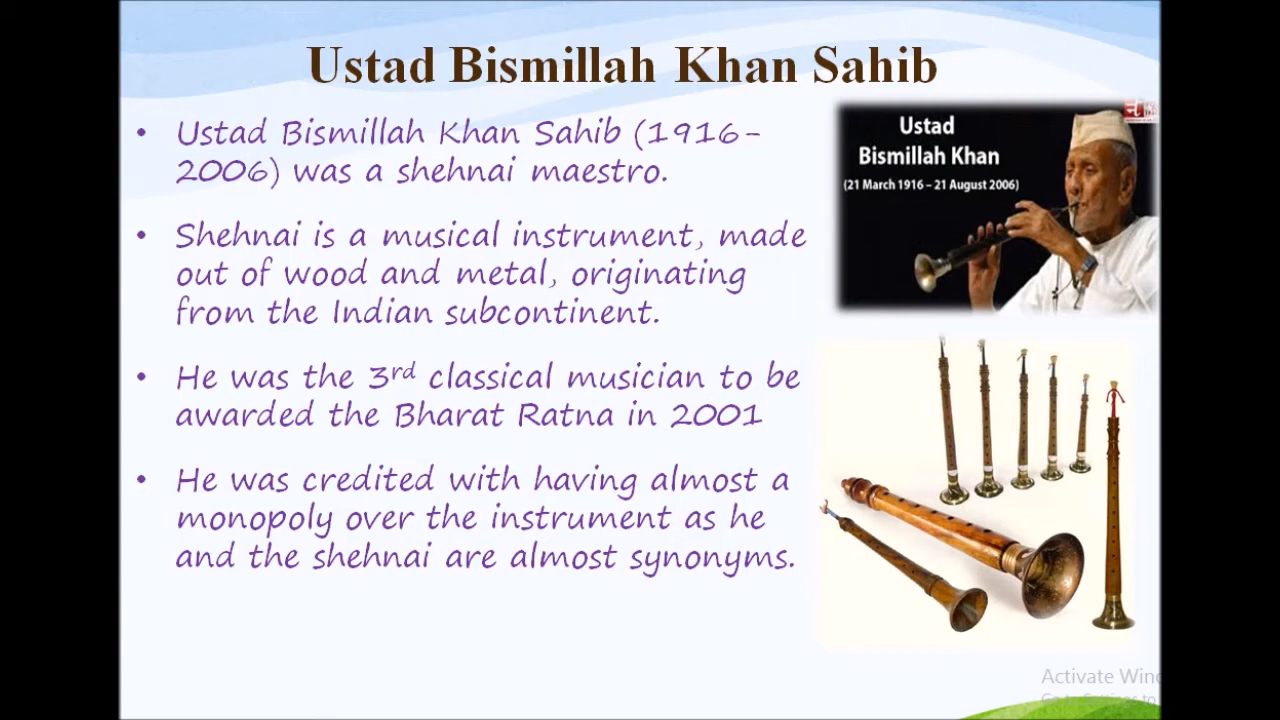 Ustad Bismillah Khan Sahib
• Ustad Bismillah Khan Sahib (1916-
2006) was a shehnai maestro.
• Shehnai is a musical instrument, made
out of wood and metal, originating
from the Indian subcontinent.
• He was the 3rd classical musician to be
awarded the Bharat Ratna in 2001
• He was credited with having almost a
monopoly over the instrument as he
and the shehnai are almost synonyms.
Ustad
Bismillah Khan
(21 March 1916 – 21 August 2006)
Activate